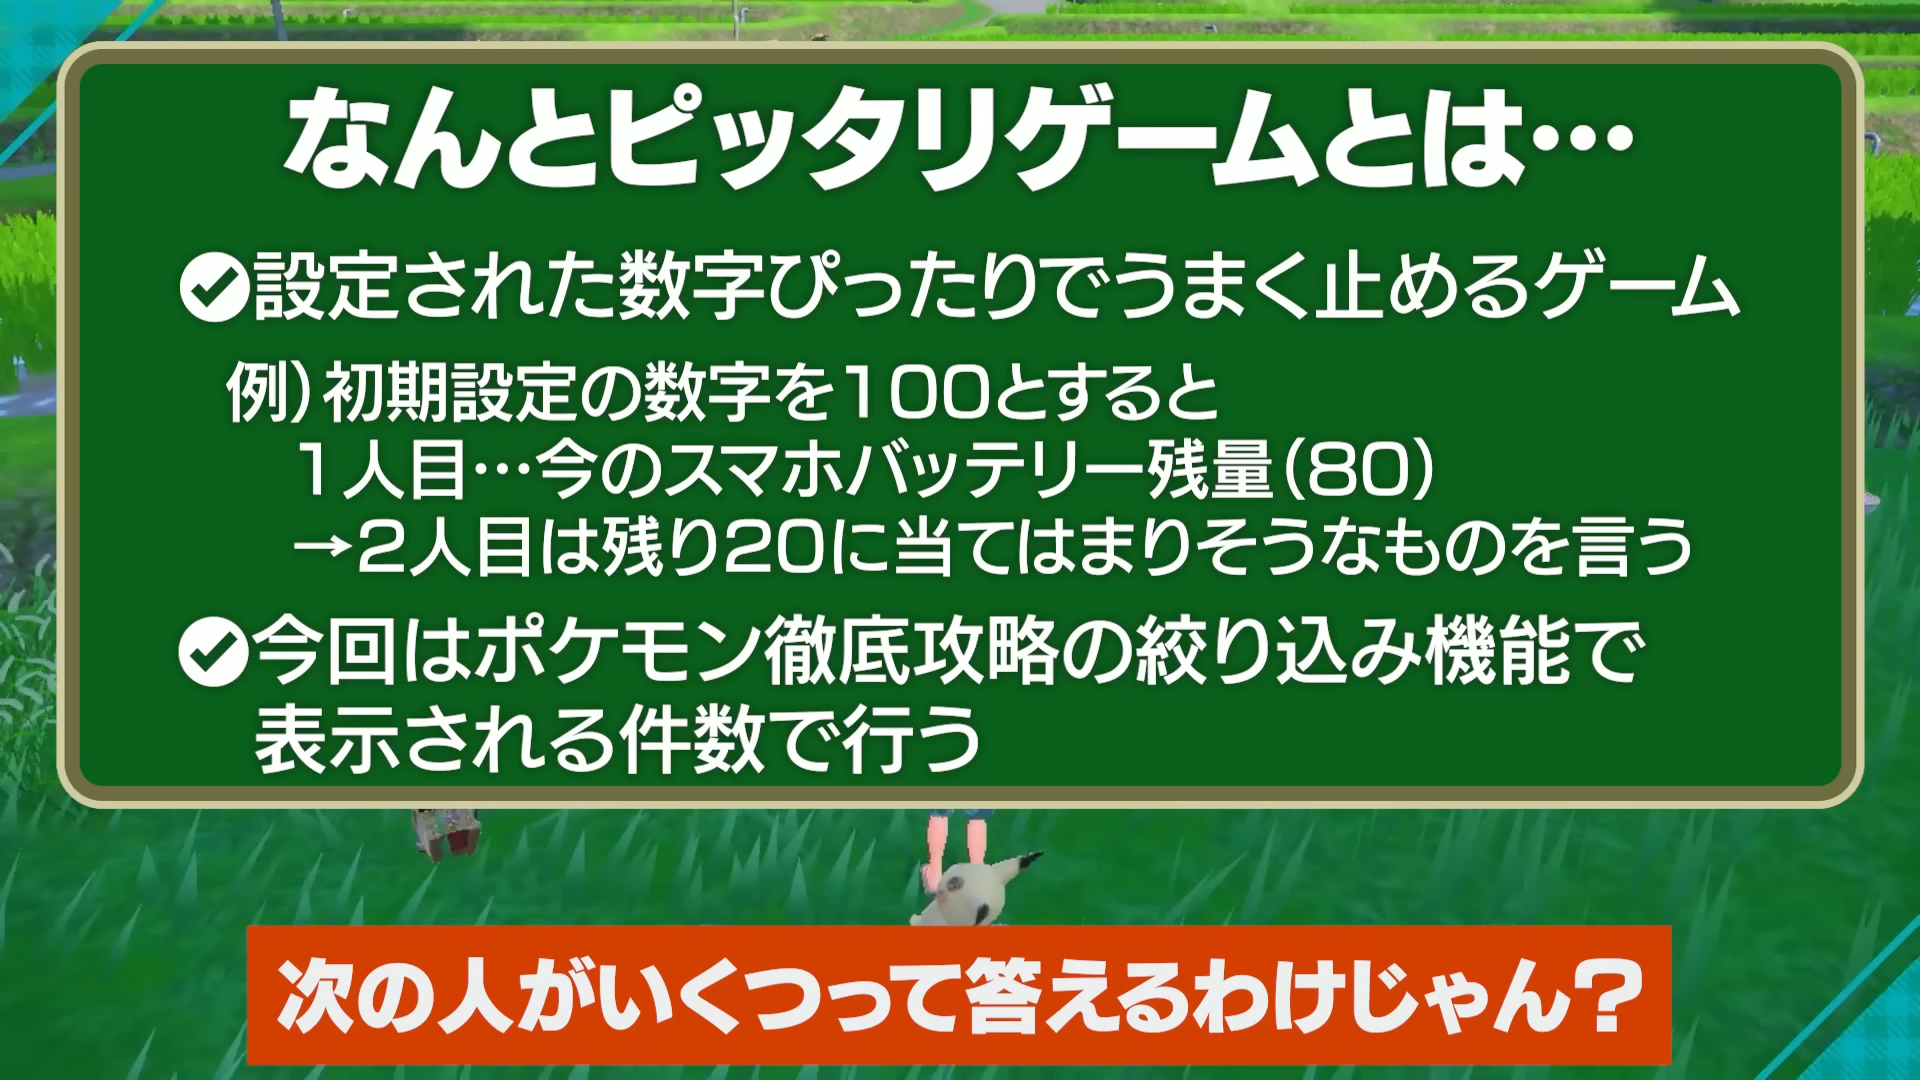 なんとピッタリゲームとは…
設定された数字ぴったりでうまく止めるゲーム
例）初期設定の数字を100とすると
1人目…今のスマホバッテリー残量（80）
→2人目は残り20に当てはまりそうなものを言う
今回はポケモン徹底攻略の絞り込み機能で
表示される件数で行う
次の人がいくつって答えるわけじゃん？